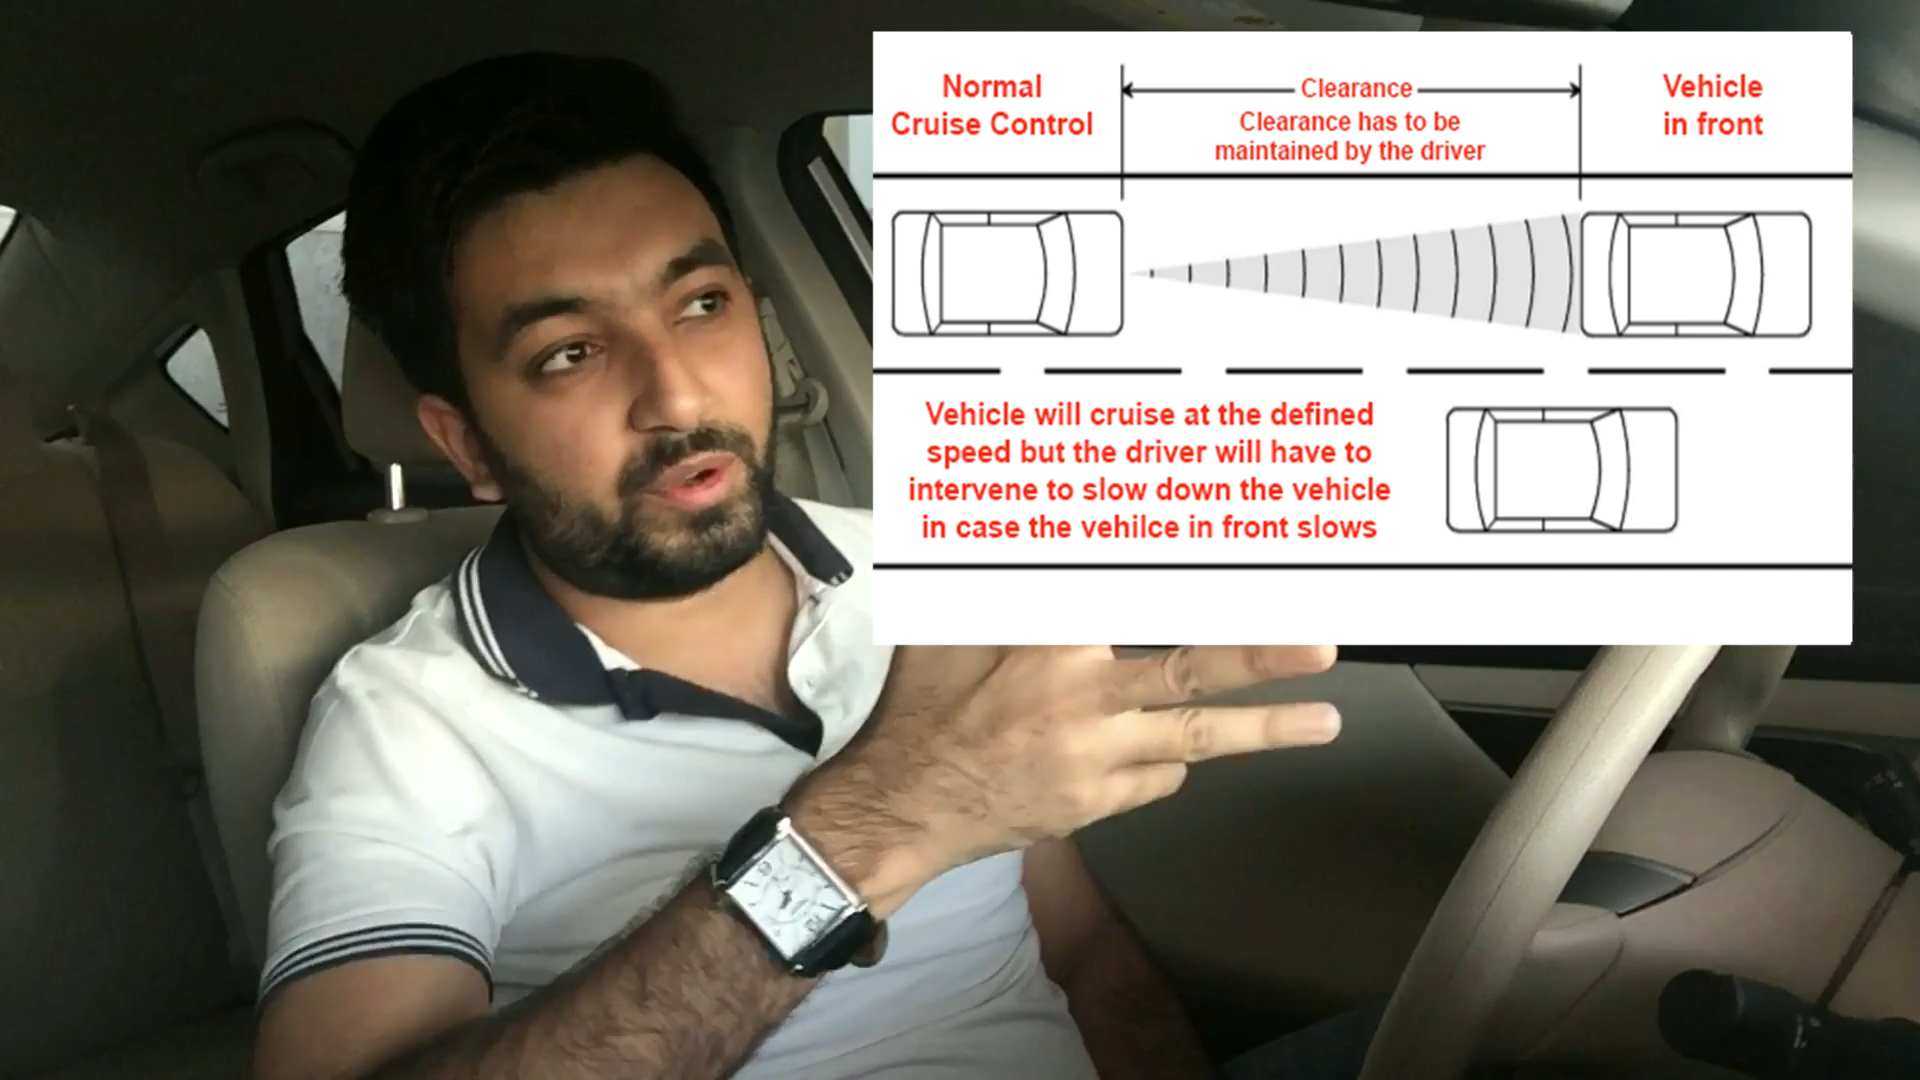 Normal
Cruise Control
Clearance
Clearance has to be
maintained by the driver
Vehicle
in front
Vehicle will cruise at the defined
speed but the driver will have to
intervene to slow down the vehicle
in case the vehilce in front slows